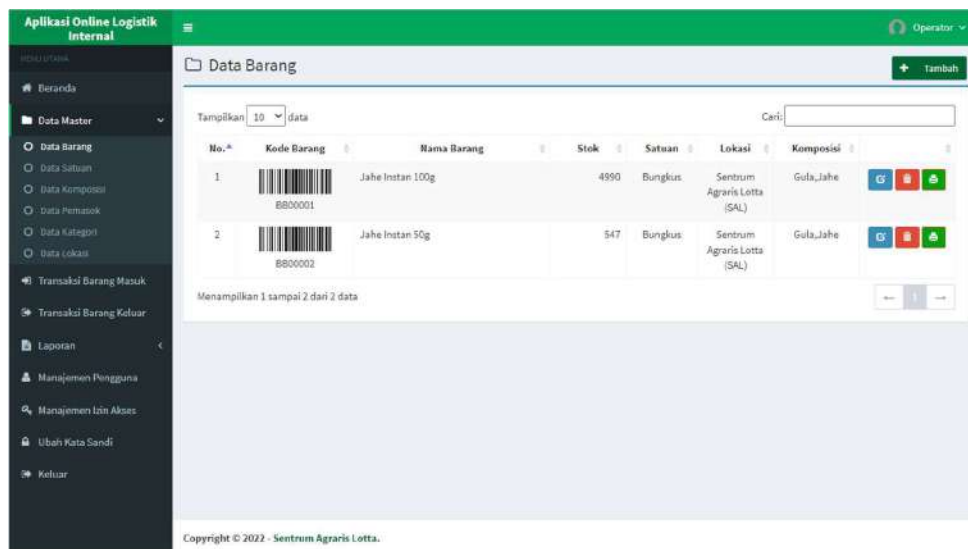 Aplikasi Online Logistik
Internal
Operator
MENU UTAMA
Beranda
Data Master
Data Barang
Data Satuan
Data Komposisi
Data Pemasok
Data Kategori
Data Lokasi
Transaksi Barang Masuk
Transaksi Barang Keluar
Laporan
Manajemen Pengguna
Manajemen Izin Akses
Ubah Kata Sandi
Keluar
Data Barang
+ Tambah
Tampilkan 10 data
Cari:
No. Kode Barang Nama Barang Stok Satuan Lokasi Komposisi
1 Jahe Instan 100g 4990 Bungkus Sentrum Gula,Jahe
Agraris Lotta
BB00001 (SAL)
2 Jahe Instan 50g 547 Bungkus Sentrum Gula,Jahe
Agraris Lotta
BB00002 (SAL)
Menampilkan 1 sampai 2 dari 2 data
← 1 →
Copyright © 2022 - Sentrum Agraris Lotta.